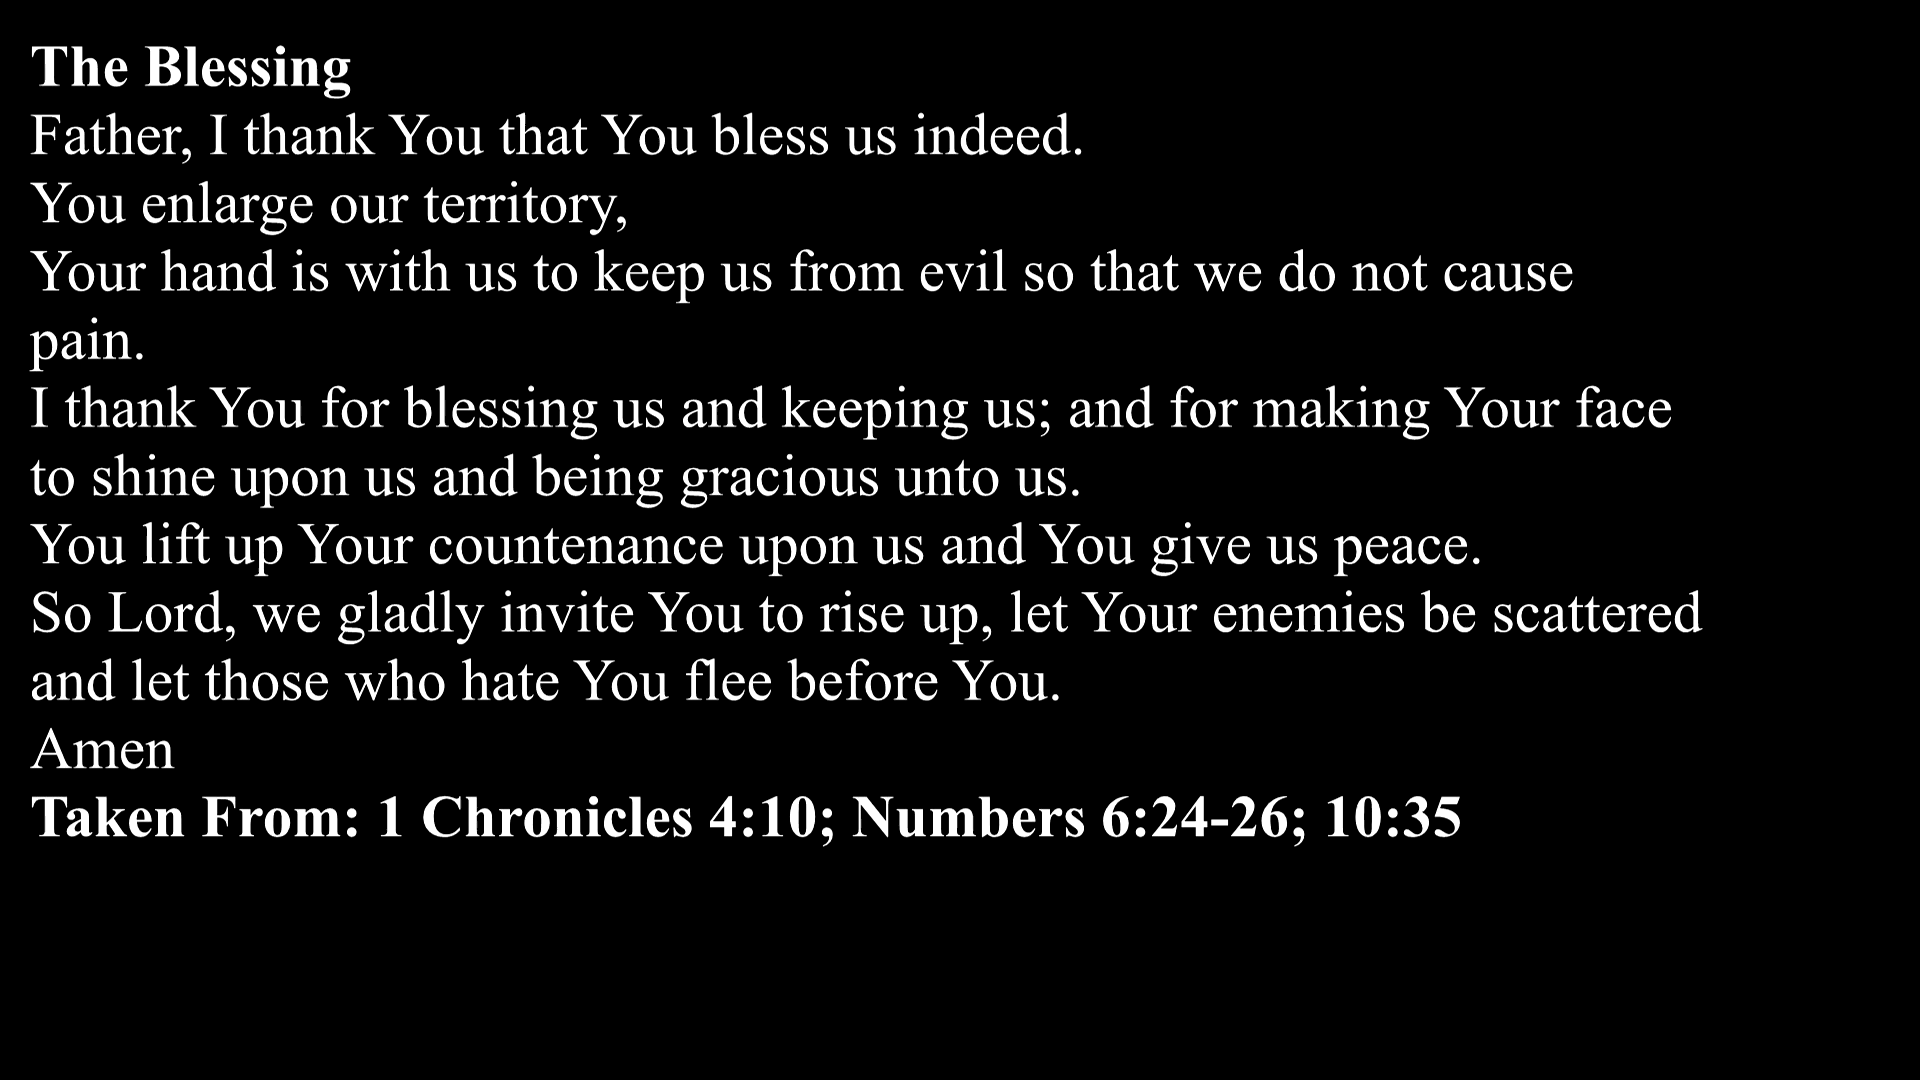 The Blessing
Father, I thank You that You bless us indeed.
You enlarge our territory,
Your hand is with us to keep us from evil so that we do not cause
pain.
I thank You for blessing us and keeping us; and for making Your face
to shine upon us and being gracious unto us.
You lift up Your countenance upon us and You give us peace.
So Lord, we gladly invite You to rise up, let Your enemies be scattered
and let those who hate You flee before You.
Amen
Taken From: 1 Chronicles 4:10; Numbers 6:24-26; 10:35